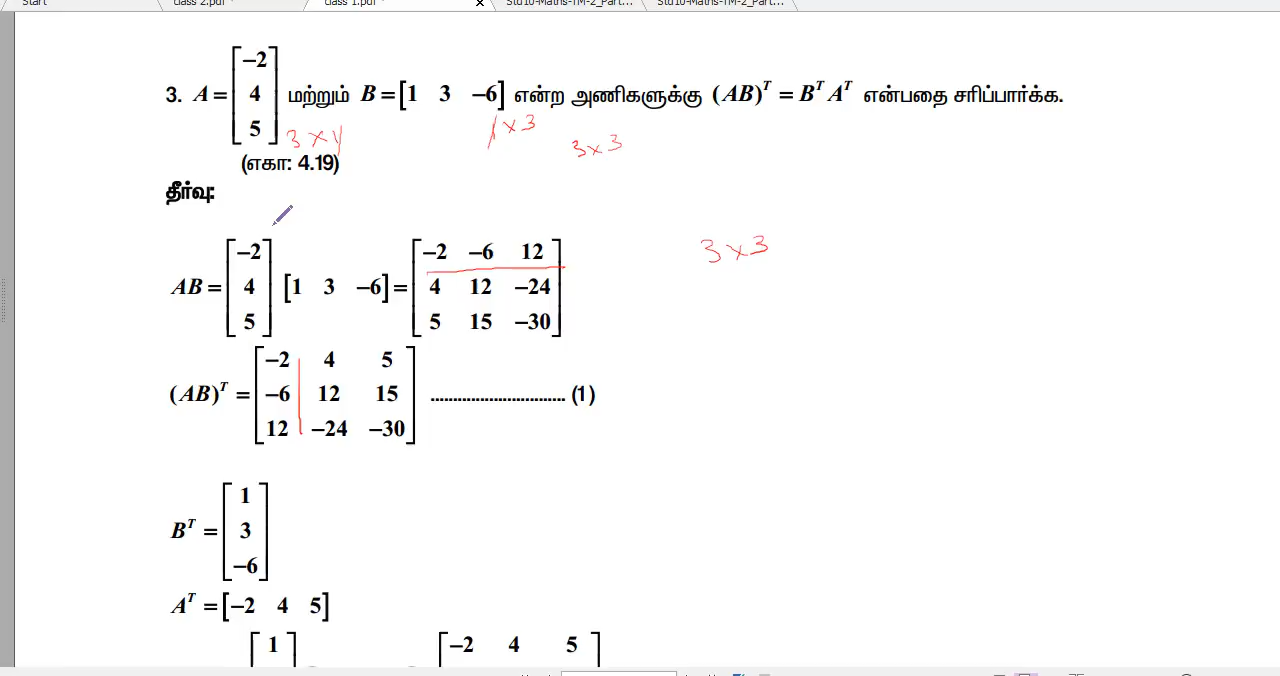 Start class 2.pdf * class 1.pdf * x Std10-Maths-TM-2_Part... Std10-Maths-TM-2_Part...
3. A = [−2 4 5] மற்றும் B = [1 3 −6] என்ற அணிகளுக்கு (AB)ᵀ = Bᵀ Aᵀ என்பதை சரிப்பார்க்க.
3 × 1 1 × 3 3 × 3
(எகா: 4.19)
தீர்வு:
3 × 3
−2 −2 −6 12
AB = 4 [1 3 −6] = 4 12 −24
5 5 15 −30
−2 4 5
(AB)ᵀ = −6 12 15 ............................. (1)
12 −24 −30
1
Bᵀ = 3
−6
Aᵀ = [−2 4 5]
1 −2 4 5